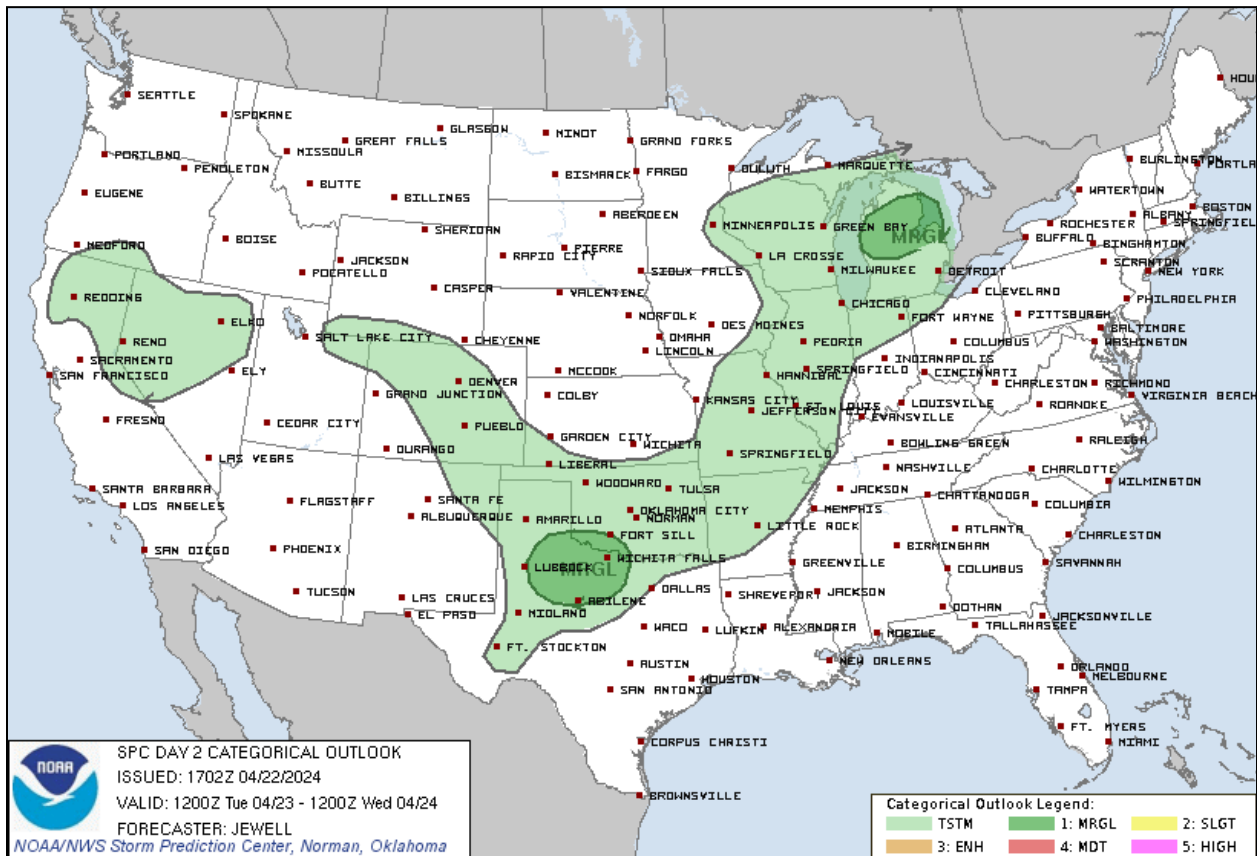 HOU
SEATTLE
SPOKANE
GLASGOW
MINOT
GRAND FORKS
GREAT FALLS
MISSOULA
PORTLAND
PENDLETON
BUTTE
BISMARCK
FARGO
DULUTH
MARQUETTE
BURLINGTON
PORTLA
EUGENE
BILLINGS
ABERDEEN
WATERTOWN
BOSTON
ALBANY
SPRINGFIEL
MINNEAPOLIS
GREEN BAY
MRGL
ROCHESTER
BUFFALO
BINGHAMTON
MEDFORD
BOISE
SHERIDAN
PIERRE
RAPID CITY
LA CROSSE
SCRANTON
JACKSON
POCATELLO
SIOUX FALLS
MILWAUKEE
DETROIT
NEW YORK
CASPER
VALENTINE
CLEVELAND
REDDING
CHICAGO
PHILADELPHIA
ELKO
NORFOLK
DES MOINES
FORT WAYNE
PITTSBURGH
BALTIMORE
RENO
SALT LAKE CITY
CHEYENNE
OMAHA
LINCOLN
PEORIA
COLUMBUS
WASHINGTON
SACRAMENTO
SAN FRANCISCO
ELY
MCCOOK
HANNIBAL
SPRINGFIELD
INDIANAPOLIS
CINCINNATI
DENVER
CHARLESTON
RICHMOND
GRAND JUNCTION
COLBY
KANSAS CITY
JEFFERSON CITY
ST. LOUIS
EVANSVILLE
LOUISVILLE
ROANOKE
VIRGINIA BEACH
FRESNO
CEDAR CITY
PUEBLO
GARDEN CITY
WICHITA
BOWLING GREEN
RALEIGH
DURANGO
LAS VEGAS
LIBERAL
SPRINGFIELD
NASHVILLE
CHARLOTTE
SANTA BARBARA
LOS ANGELES
FLAGSTAFF
SANTA FE
ALBUQUERQUE
WOODWARD
TULSA
JACKSON
CHATTANOOGA
WILMINGTON
COLUMBIA
AMARILLO
OKLAHOMA CITY
NORMAN
MEMPHIS
LITTLE ROCK
ATLANTA
CHARLESTON
SAN DIEGO
PHOENIX
FORT SILL
BIRMINGHAM
WICHITA FALLS
LUBBOCK
MRGL
GREENVILLE
COLUMBUS
SAVANNAH
TUCSON
LAS CRUCES
EL PASO
ABILENE
MIDLAND
DALLAS
SHREVEPORT
JACKSON
DOTHAN
JACKSONVILLE
WACO
LUFKIN
ALEXANDRIA
MOBILE
TALLAHASSEE
FT. STOCKTON
AUSTIN
NEW ORLEANS
ORLANDO
MELBOURNE
SAN ANTONIO
HOUSTON
TAMPA
FT. MYERS
MIAMI
CORPUS CHRISTI
BROWNSVILLE
NOAA
SPC DAY 2 CATEGORICAL OUTLOOK
ISSUED: 1702Z 04/22/2024
VALID: 1200Z Tue 04/23 - 1200Z Wed 04/24
FORECASTER: JEWELL
NOAA/NWS Storm Prediction Center, Norman, Oklahoma
Categorical Outlook Legend:
TSTM 1: MRGL 2: SLGT
3: ENH 4: MDT 5: HIGH